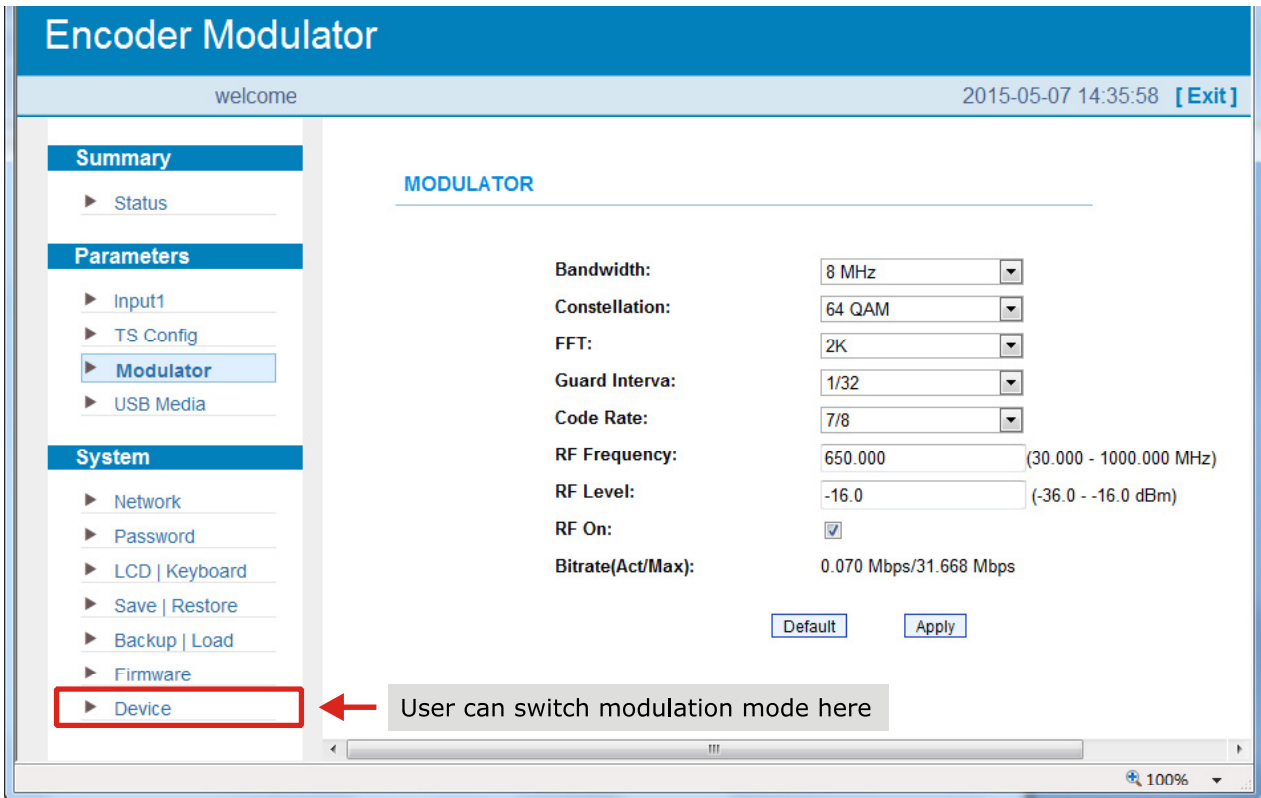 Encoder Modulator
welcome 2015-05-07 14:35:58 [Exit]
Summary
Status
Parameters
Input1
TS Config
Modulator
USB Media
System
Network
Password
LCD | Keyboard
Save | Restore
Backup | Load
Firmware
Device
MODULATOR
Bandwidth: 8 MHz
Constellation: 64 QAM
FFT: 2K
Guard Interva: 1/32
Code Rate: 7/8
RF Frequency: 650.000 (30.000 - 1000.000 MHz)
RF Level: -16.0 (-36.0 - -16.0 dBm)
RF On:
Bitrate(Act/Max): 0.070 Mbps/31.668 Mbps
Default Apply
User can switch modulation mode here
100%